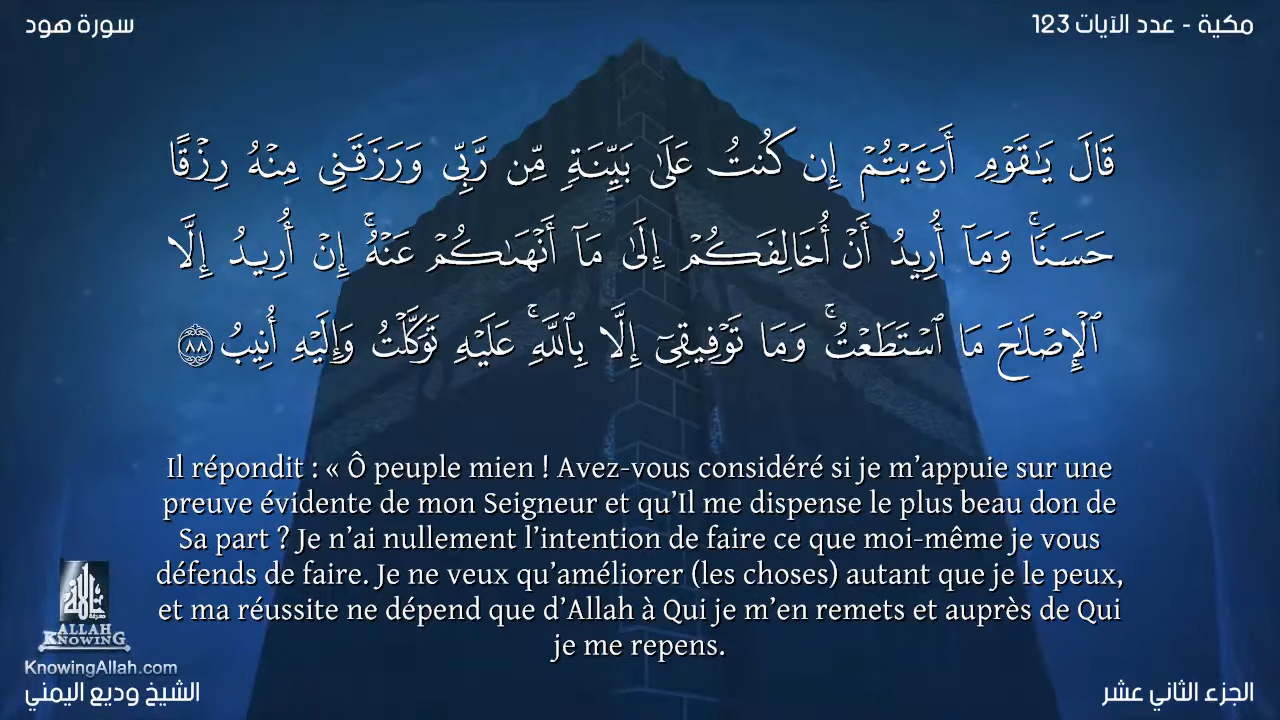 سورة هود
مكية - عدد الآيات 123
قَالَ يَٰقَوْمِ أَرَءَيْتُمْ إِن كُنتُ عَلَىٰ بَيِّنَةٍ مِّن رَّبِّى وَرَزَقَنِى مِنْهُ رِزْقًا
حَسَنًا ۚ وَمَآ أُرِيدُ أَنْ أُخَالِفَكُمْ إِلَىٰ مَآ أَنْهَىٰكُمْ عَنْهُ ۚ إِنْ أُرِيدُ إِلَّا
ٱلْإِصْلَٰحَ مَا ٱسْتَطَعْتُ ۚ وَمَا تَوْفِيقِىٓ إِلَّا بِٱللَّهِ ۚ عَلَيْهِ تَوَكَّلْتُ وَإِلَيْهِ أُنِيبُ ٨٨
Il répondit : « Ô peuple mien ! Avez-vous considéré si je m’appuie sur une
preuve évidente de mon Seigneur et qu’Il me dispense le plus beau don de
Sa part ? Je n’ai nullement l’intention de faire ce que moi-même je vous
défends de faire. Je ne veux qu’améliorer (les choses) autant que je le peux,
et ma réussite ne dépend que d’Allah à Qui je m’en remets et auprès de Qui
je me repens.
ALLAH
KNOWING
KnowingAllah.com
الشيخ وديع اليمني
الجزء الثاني عشر